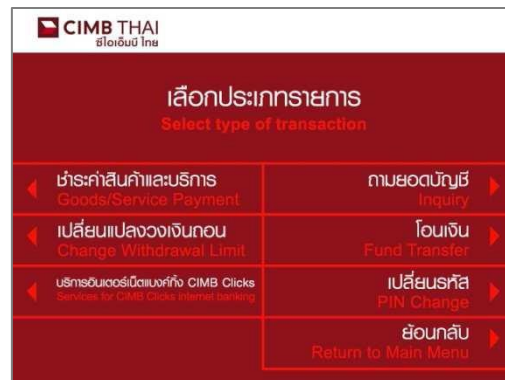 CIMB THAI
ซีไอเอ็มบี ไทย
เลือกประเภทรายการ
Select type of transaction
ชำระค่าสินค้าและบริการ
Goods/Service Payment
ถามยอดบัญชี
Inquiry
เปลี่ยนแปลงวงเงินถอน
Change Withdrawal Limit
โอนเงิน
Fund Transfer
บริการอินเตอร์เน็ตแบงค์กิ้ง CIMB Clicks
Services for CIMB Clicks internet banking
เปลี่ยนรหัส
PIN Change
ย้อนกลับ
Return to Main Menu